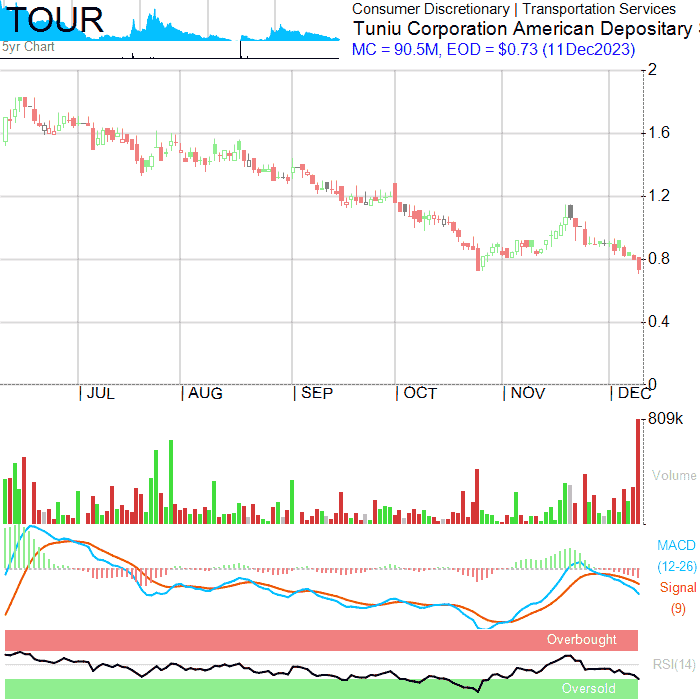 TOUR
5yr Chart
Consumer Discretionary | Transportation Services
Tuniu Corporation American Depositary
MC = 90.5M, EOD = $0.73 (11Dec2023)
2
1.6
1.2
0.8
0.4
0
| JUL | AUG | SEP | OCT | NOV | DEC
809k
Volume
MACD
(12-26)
Signal
(9)
Overbought
RSI(14)
Oversold